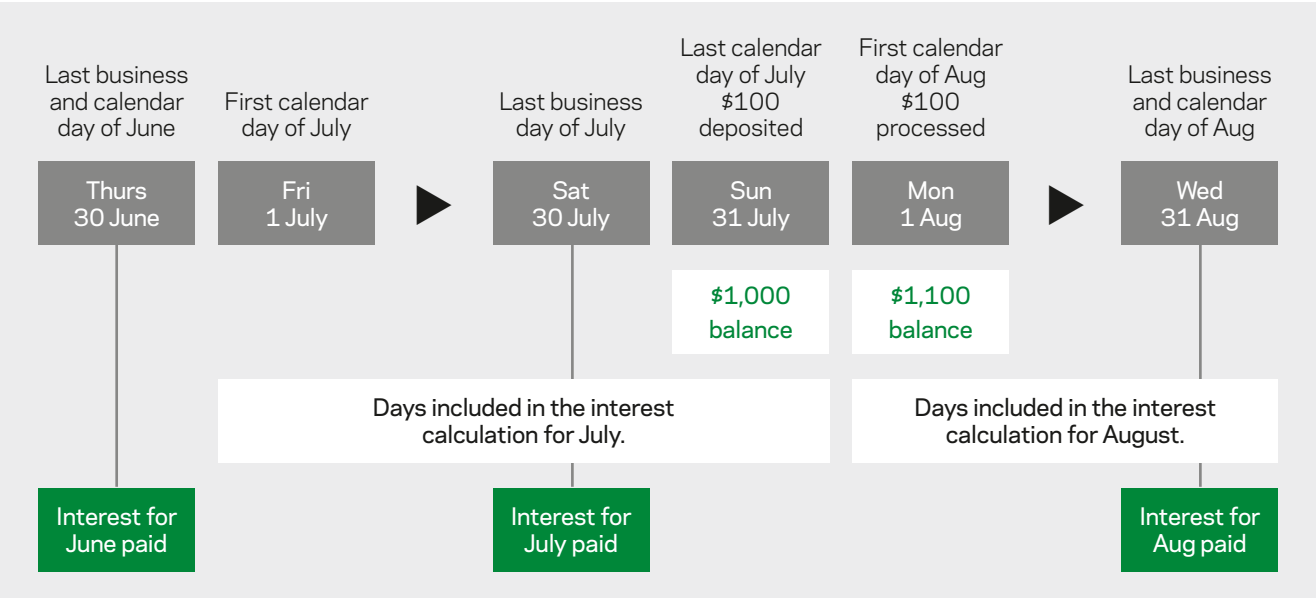 Last business
and calendar
day of June
First calendar
day of July
Last business
day of July
Last calendar
day of July
$100
deposited
First calendar
day of Aug
$100
processed
Last business
and calendar
day of Aug
Thurs
30 June
Fri
1 July
Sat
30 July
Sun
31 July
Mon
1 Aug
Wed
31 Aug
$1,000
balance
$1,100
balance
Days included in the interest
calculation for July.
Days included in the interest
calculation for August.
Interest for
June paid
Interest for
July paid
Interest for
Aug paid